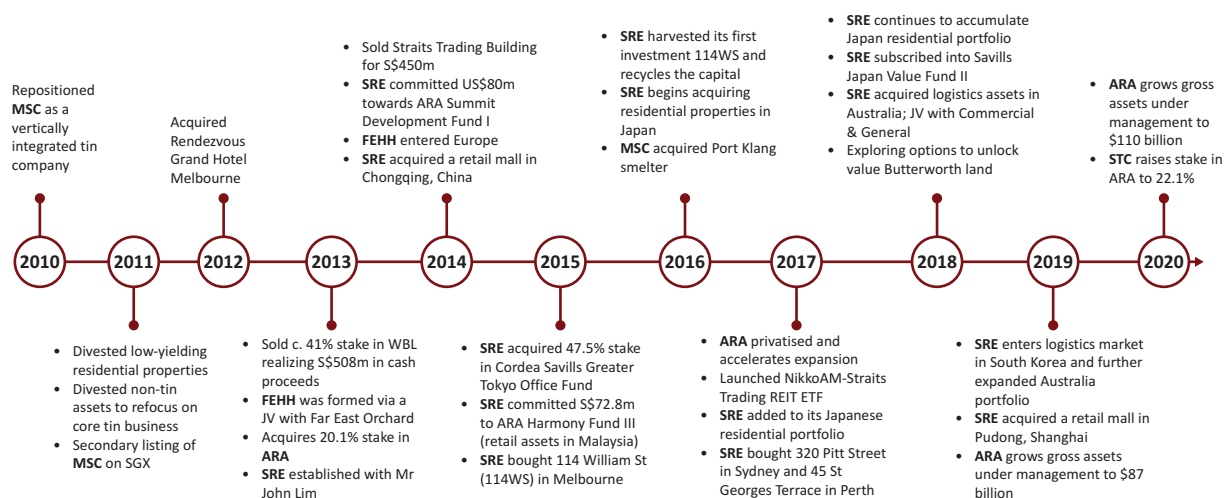 Repositioned
MSC as a
vertically
integrated tin
company
2010
2011
• Divested low-yielding
residential properties
• Divested non-tin
assets to refocus on
core tin business
• Secondary listing of
MSC on SGX
Acquired
Rendezvous
Grand Hotel
Melbourne
2012
2013
• Sold c. 41% stake in WBL
realizing S$508m in cash
proceeds
• FEHH was formed via a
JV with Far East Orchard
• Acquires 20.1% stake in
ARA
• SRE established with Mr
John Lim
• Sold Straits Trading Building
for S$450m
• SRE committed US$80m
towards ARA Summit
Development Fund I
• FEHH entered Europe
• SRE acquired a retail mall in
Chongqing, China
2014
2015
• SRE acquired 47.5% stake
in Cordea Savills Greater
Tokyo Office Fund
• SRE committed S$72.8m
to ARA Harmony Fund III
(retail assets in Malaysia)
• SRE bought 114 William St
(114WS) in Melbourne
• SRE harvested its first
investment 114WS and
recycles the capital
• SRE begins acquiring
residential properties in
Japan
• MSC acquired Port Klang
smelter
2016
2017
• ARA privatised and
accelerates expansion
• Launched NikkoAM-Straits
Trading REIT ETF
• SRE added to its Japanese
residential portfolio
• SRE bought 320 Pitt Street
in Sydney and 45 St
Georges Terrace in Perth
• SRE continues to accumulate
Japan residential portfolio
• SRE subscribed into Savills
Japan Value Fund II
• SRE acquired logistics assets in
Australia; JV with Commercial
& General
• Exploring options to unlock
value Butterworth land
2018
2019
• SRE enters logistics market
in South Korea and further
expanded Australia
portfolio
• SRE acquired a retail mall in
Pudong, Shanghai
• ARA grows gross assets
under management to $87
billion
• ARA grows gross
assets under
management to
$110 billion
• STC raises stake in
ARA to 22.1%
2020